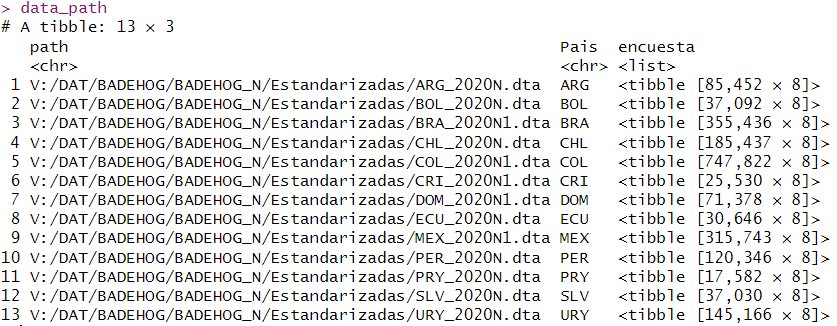 > data_path
# A tibble: 13 × 3
path Pais encuesta
<chr> <chr> <list>
1 V:/DAT/BADEHOG/BADEHOG_N/Estandarizadas/ARG_2020N.dta ARG <tibble [85,452 × 8]>
2 V:/DAT/BADEHOG/BADEHOG_N/Estandarizadas/BOL_2020N.dta BOL <tibble [37,092 × 8]>
3 V:/DAT/BADEHOG/BADEHOG_N/Estandarizadas/BRA_2020N1.dta BRA <tibble [355,436 × 8]>
4 V:/DAT/BADEHOG/BADEHOG_N/Estandarizadas/CHL_2020N.dta CHL <tibble [185,437 × 8]>
5 V:/DAT/BADEHOG/BADEHOG_N/Estandarizadas/COL_2020N1.dta COL <tibble [747,822 × 8]>
6 V:/DAT/BADEHOG/BADEHOG_N/Estandarizadas/CRI_2020N1.dta CRI <tibble [25,530 × 8]>
7 V:/DAT/BADEHOG/BADEHOG_N/Estandarizadas/DOM_2020N1.dta DOM <tibble [71,378 × 8]>
8 V:/DAT/BADEHOG/BADEHOG_N/Estandarizadas/ECU_2020N.dta ECU <tibble [30,646 × 8]>
9 V:/DAT/BADEHOG/BADEHOG_N/Estandarizadas/MEX_2020N1.dta MEX <tibble [315,743 × 8]>
10 V:/DAT/BADEHOG/BADEHOG_N/Estandarizadas/PER_2020N.dta PER <tibble [120,346 × 8]>
11 V:/DAT/BADEHOG/BADEHOG_N/Estandarizadas/PRY_2020N.dta PRY <tibble [17,582 × 8]>
12 V:/DAT/BADEHOG/BADEHOG_N/Estandarizadas/SLV_2020N.dta SLV <tibble [37,030 × 8]>
13 V:/DAT/BADEHOG/BADEHOG_N/Estandarizadas/URY_2020N.dta URY <tibble [145,166 × 8]>